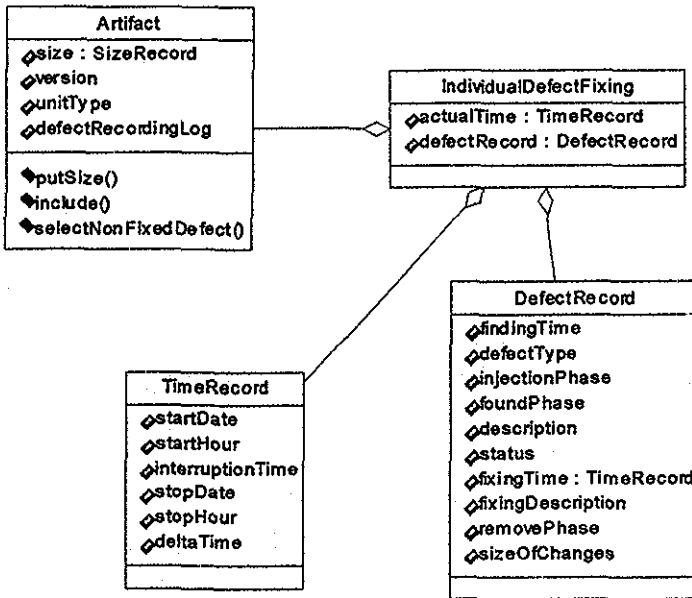 Artifact
size : SizeRecord
version
unitType
defectRecordingLog
putSize()
include()
selectNonFixedDefect()
IndividualDefectFixing
actualTime : TimeRecord
defectRecord : DefectRecord
TimeRecord
startDate
startHour
interruptionTime
stopDate
stopHour
deltaTime
DefectRecord
findingTime
defectType
injectionPhase
foundPhase
description
status
fixingTime : TimeRecord
fixingDescription
removePhase
sizeOfChanges